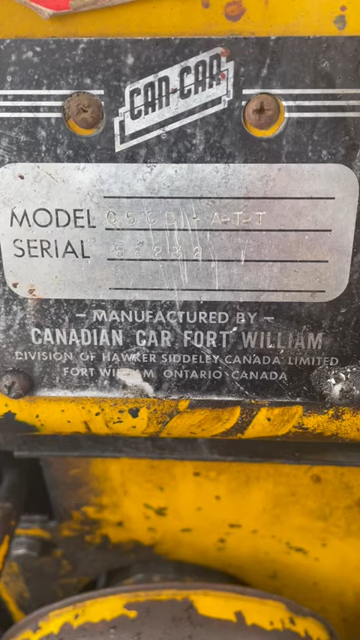 CAN-CAR
MODEL
SERIAL
— MANUFACTURED BY —
CANADIAN CAR FORT WILLIAM
DIVISION OF HAWKER SIDDELEY CANADA LIMITED
FORT WILLIAM ONTARIO CANADA